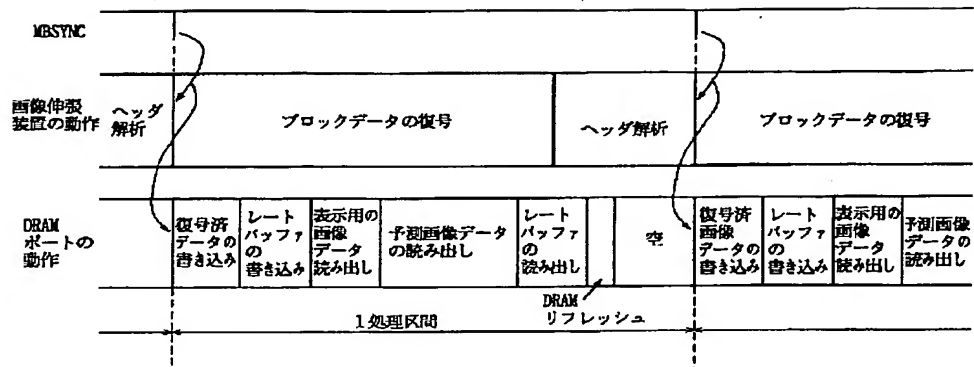 MBSYNC
画像伸張
装置の動作
ヘッダ
解析
ブロックデータの復号
ヘッダ解析
ブロックデータの復号
DRAM
ポートの
動作
復号済
データの
書き込み
レート
バッファ
の
書き込み
表示用の
画像
データ
読み出し
予測画像データ
の読み出し
レート
バッファ
の
読み出し
空
復号済
画像
データの
書き込み
レート
バッファ
の
書き込み
表示用の
画像
データ
読み出し
予測画像
データの
読み出し
DRAM
リフレッシュ
1処理区間